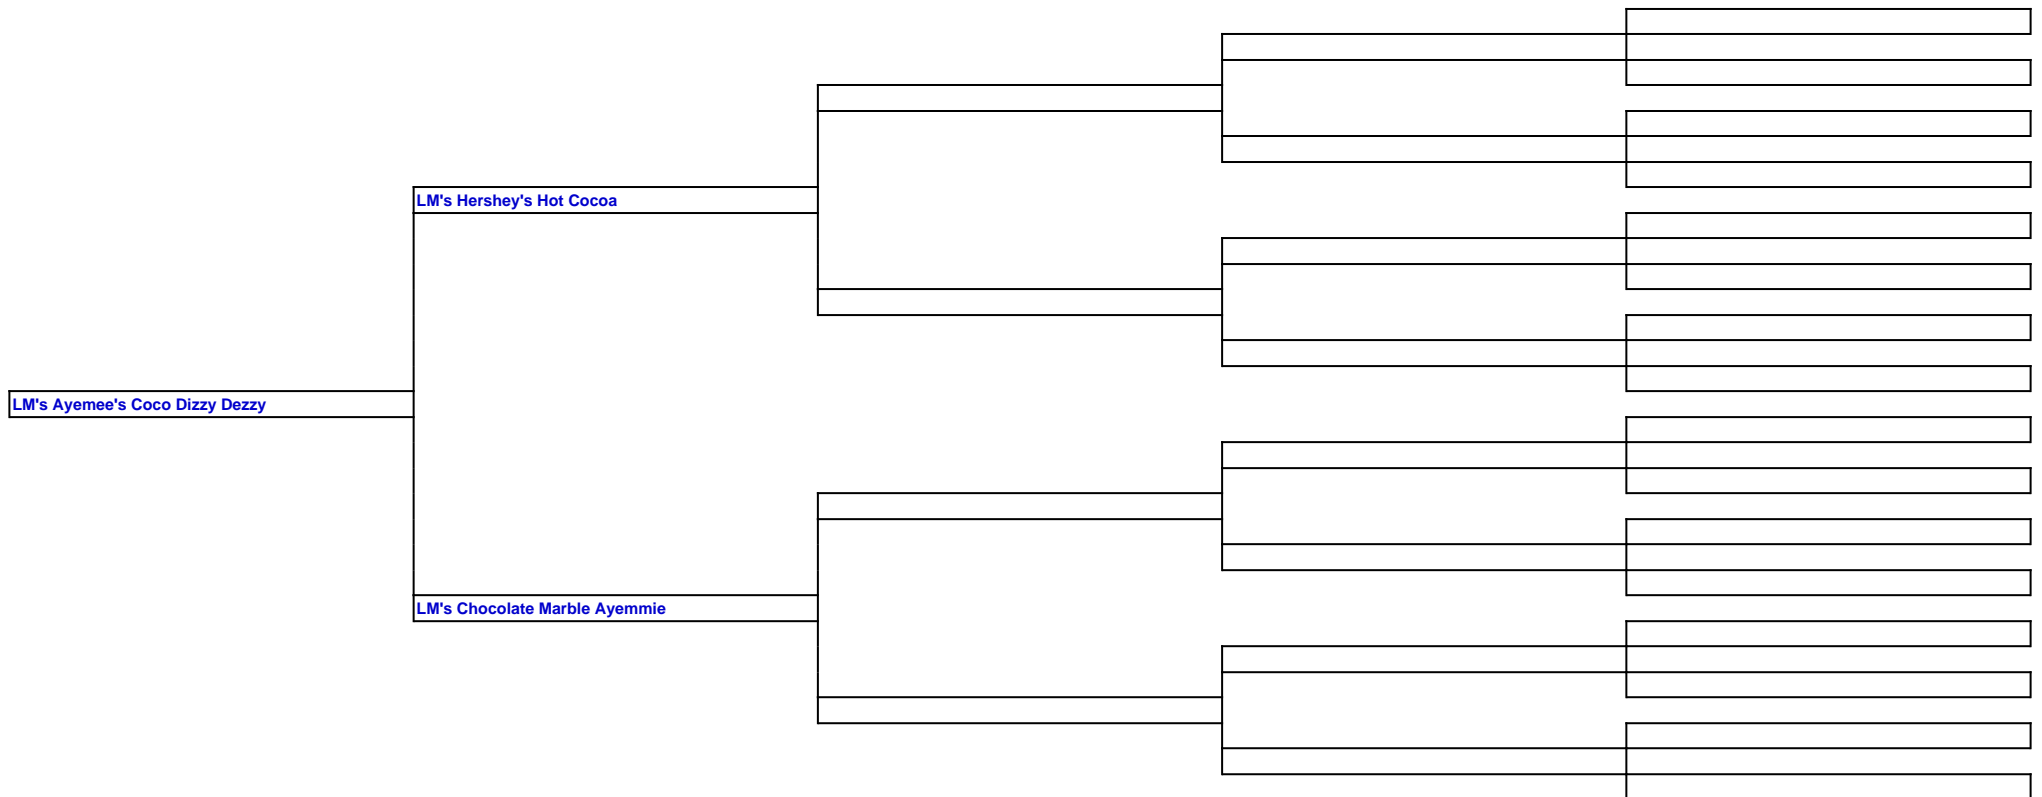 LM's Hershey's Hot Cocoa
LM's Ayemee's Coco Dizzy Dezzy
LM's Chocolate Marble Ayemmie